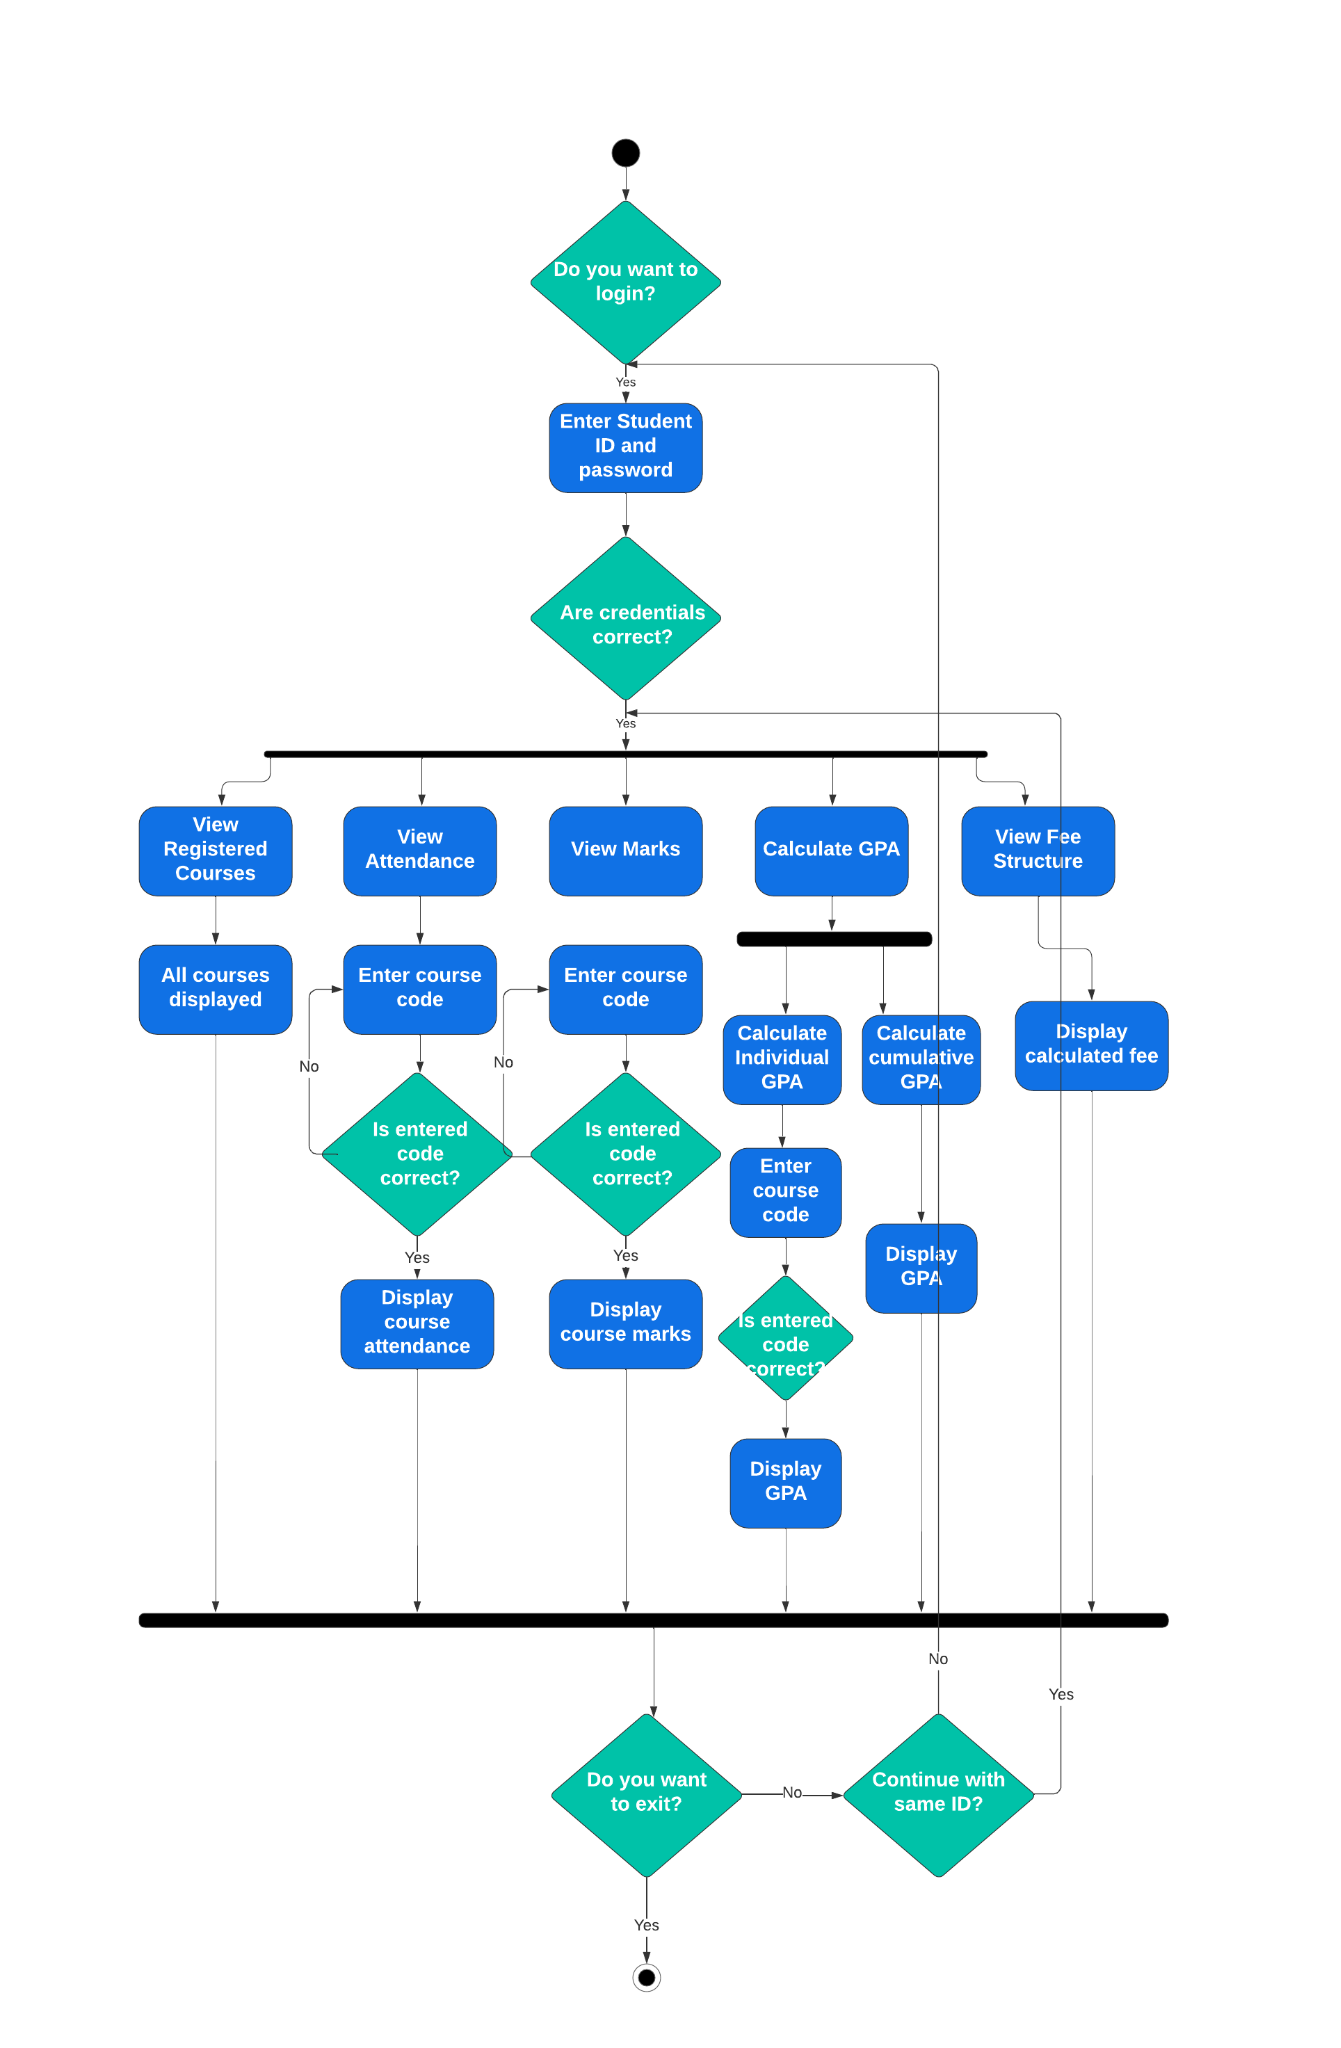 Do you want to
login?
Yes
Enter Student
ID and
password
Are credentials
correct?
Yes
View
Registered
Courses
View
Attendance
View Marks
Calculate GPA
View Fee
Structure
All courses
displayed
Enter course
code
Enter course
code
Calculate
Individual
GPA
Calculate
cumulative
GPA
Display
calculated fee
No
No
Is entered
code
correct?
Is entered
code
correct?
Enter
course
code
Yes
Yes
Display
GPA
Display
course
attendance
Display
course marks
Is entered
code
correct?
Display
GPA
No
Yes
Do you want
to exit?
No
Continue with
same ID?
Yes